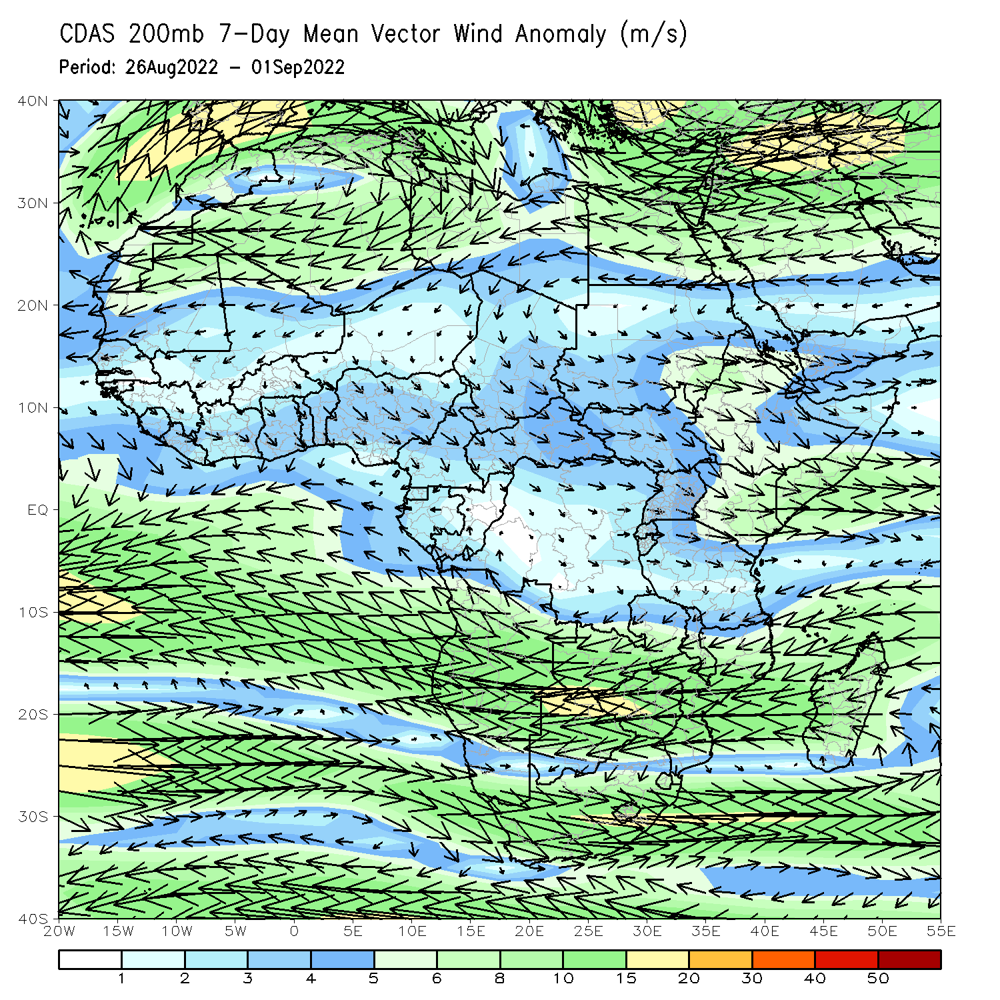 CDAS 200mb 7-Day Mean Vector Wind Anomaly (m/s)
Period: 26Aug2022 - 01Sep2022
40N
30N
20N
10N
EQ
10S
20S
30S
40S
20W 15W 10W 5W 0 5E 10E 15E 20E 25E 30E 35E 40E 45E 50E 55E
1 2 3 4 5 6 8 10 15 20 30 40 50